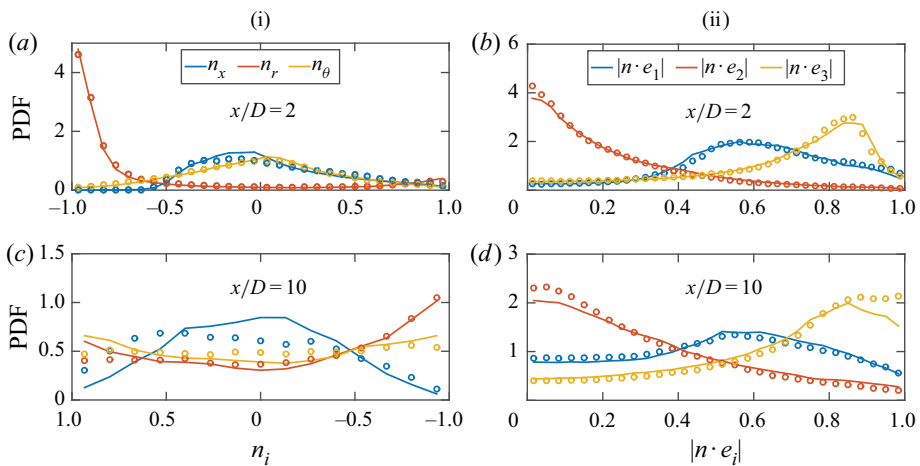 (i) (ii)
(a) (b)
4 2 0 PDF
n_x n_r n_θ
x/D = 2
–1.0 –0.5 0 0.5 1.0
6 4 2 0
|n · e_1| |n · e_2| |n · e_3|
x/D = 2
0 0.2 0.4 0.6 0.8 1.0
(c) (d)
1.5 1.0 0.5 0 PDF
x/D = 10
1.0 0.5 0 –0.5 –1.0
n_i
3 2 1 0
x/D = 10
0 0.2 0.4 0.6 0.8 1.0
|n · e_i|